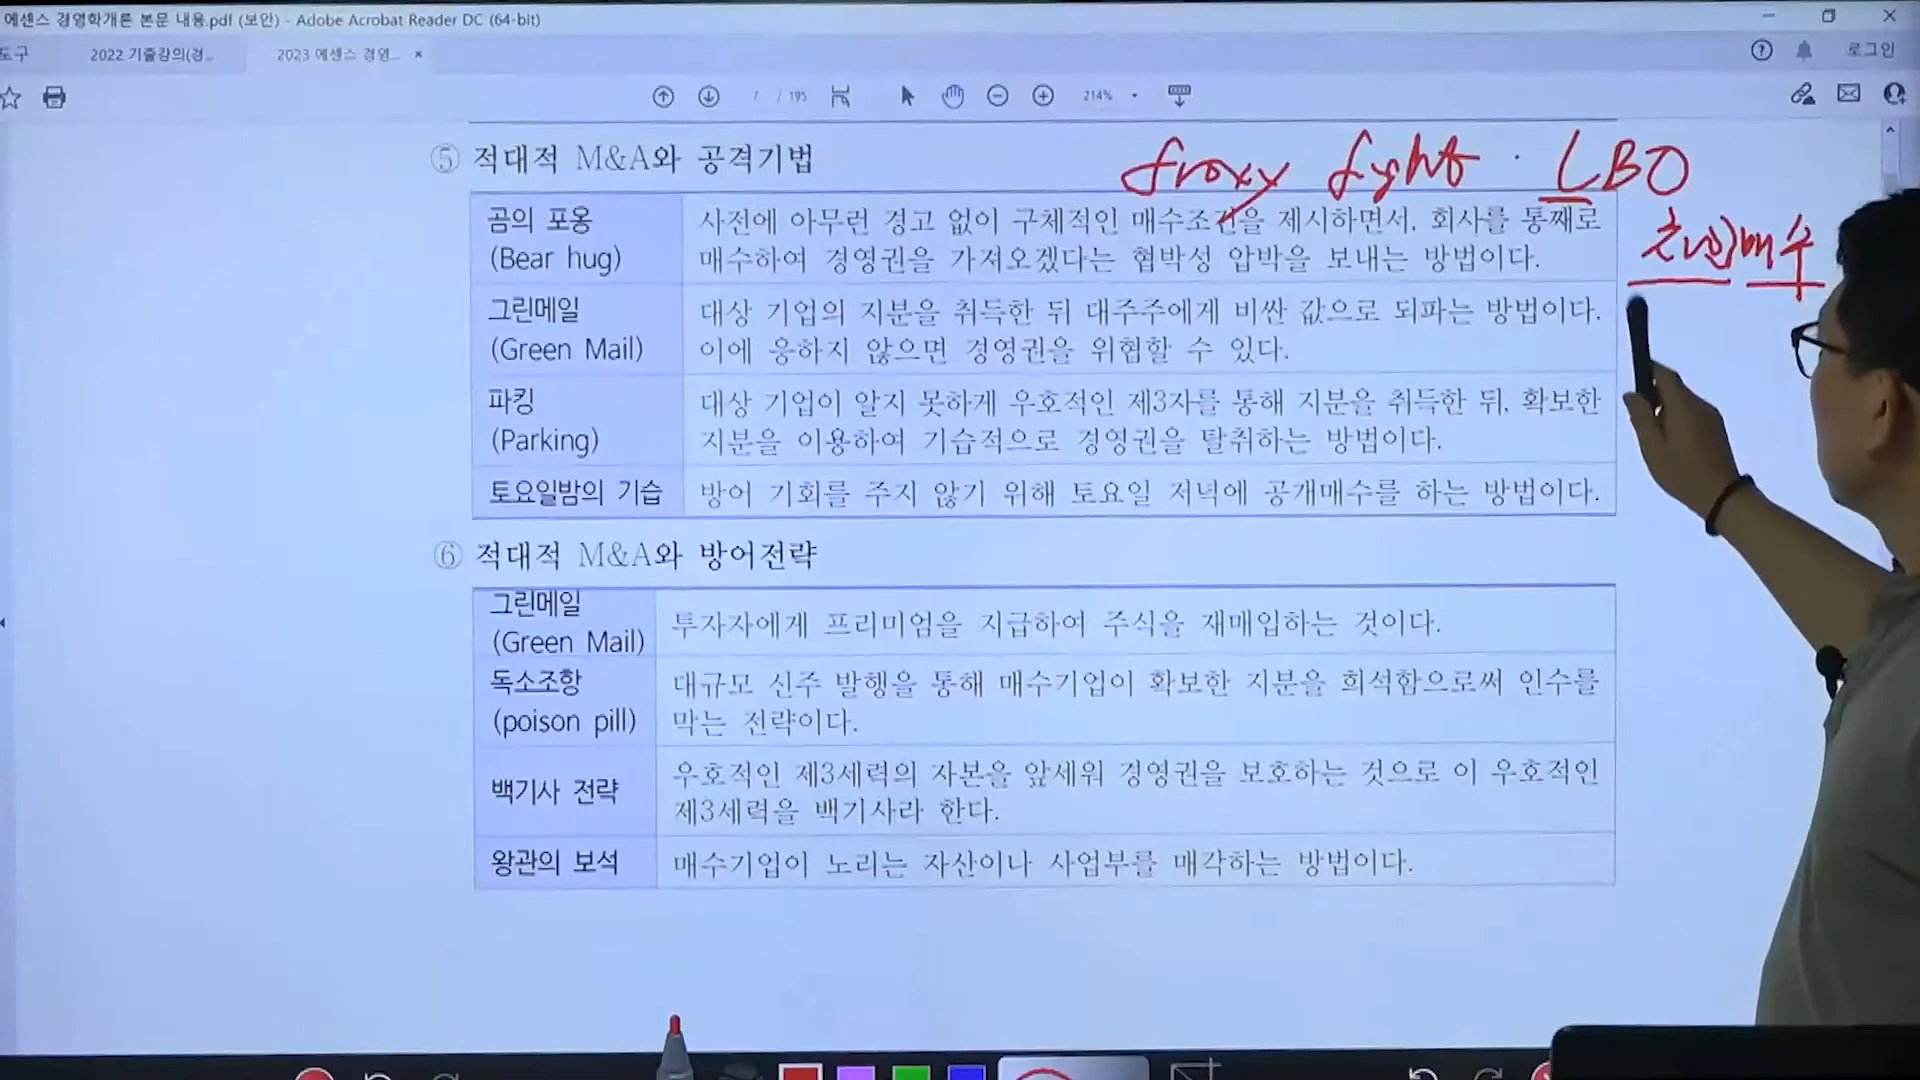 에센스 경영학개론 본문 내용.pdf (보안) - Adobe Acrobat Reader DC (64-bit)
도구 2022 기출강의(경... 2023 에센스 경영... × 로그인
7 / 195 214%
⑤ 적대적 M&A와 공격기법
froxy fight · LBO
차입매수
곰의 포옹 (Bear hug)
사전에 아무런 경고 없이 구체적인 매수조건을 제시하면서, 회사를 통째로
매수하여 경영권을 가져오겠다는 협박성 압박을 보내는 방법이다.
그린메일 (Green Mail)
대상 기업의 지분을 취득한 뒤 대주주에게 비싼 값으로 되파는 방법이다.
이에 응하지 않으면 경영권을 위협할 수 있다.
파킹 (Parking)
대상 기업이 알지 못하게 우호적인 제3자를 통해 지분을 취득한 뒤, 확보한
지분을 이용하여 기습적으로 경영권을 탈취하는 방법이다.
토요일밤의 기습
방어 기회를 주지 않기 위해 토요일 저녁에 공개매수를 하는 방법이다.
⑥ 적대적 M&A와 방어전략
그린메일 (Green Mail)
투자자에게 프리미엄을 지급하여 주식을 재매입하는 것이다.
독소조항 (poison pill)
대규모 신주 발행을 통해 매수기업이 확보한 지분을 희석함으로써 인수를
막는 전략이다.
백기사 전략
우호적인 제3세력의 자본을 앞세워 경영권을 보호하는 것으로 이 우호적인
제3세력을 백기사라 한다.
왕관의 보석
매수기업이 노리는 자산이나 사업부를 매각하는 방법이다.